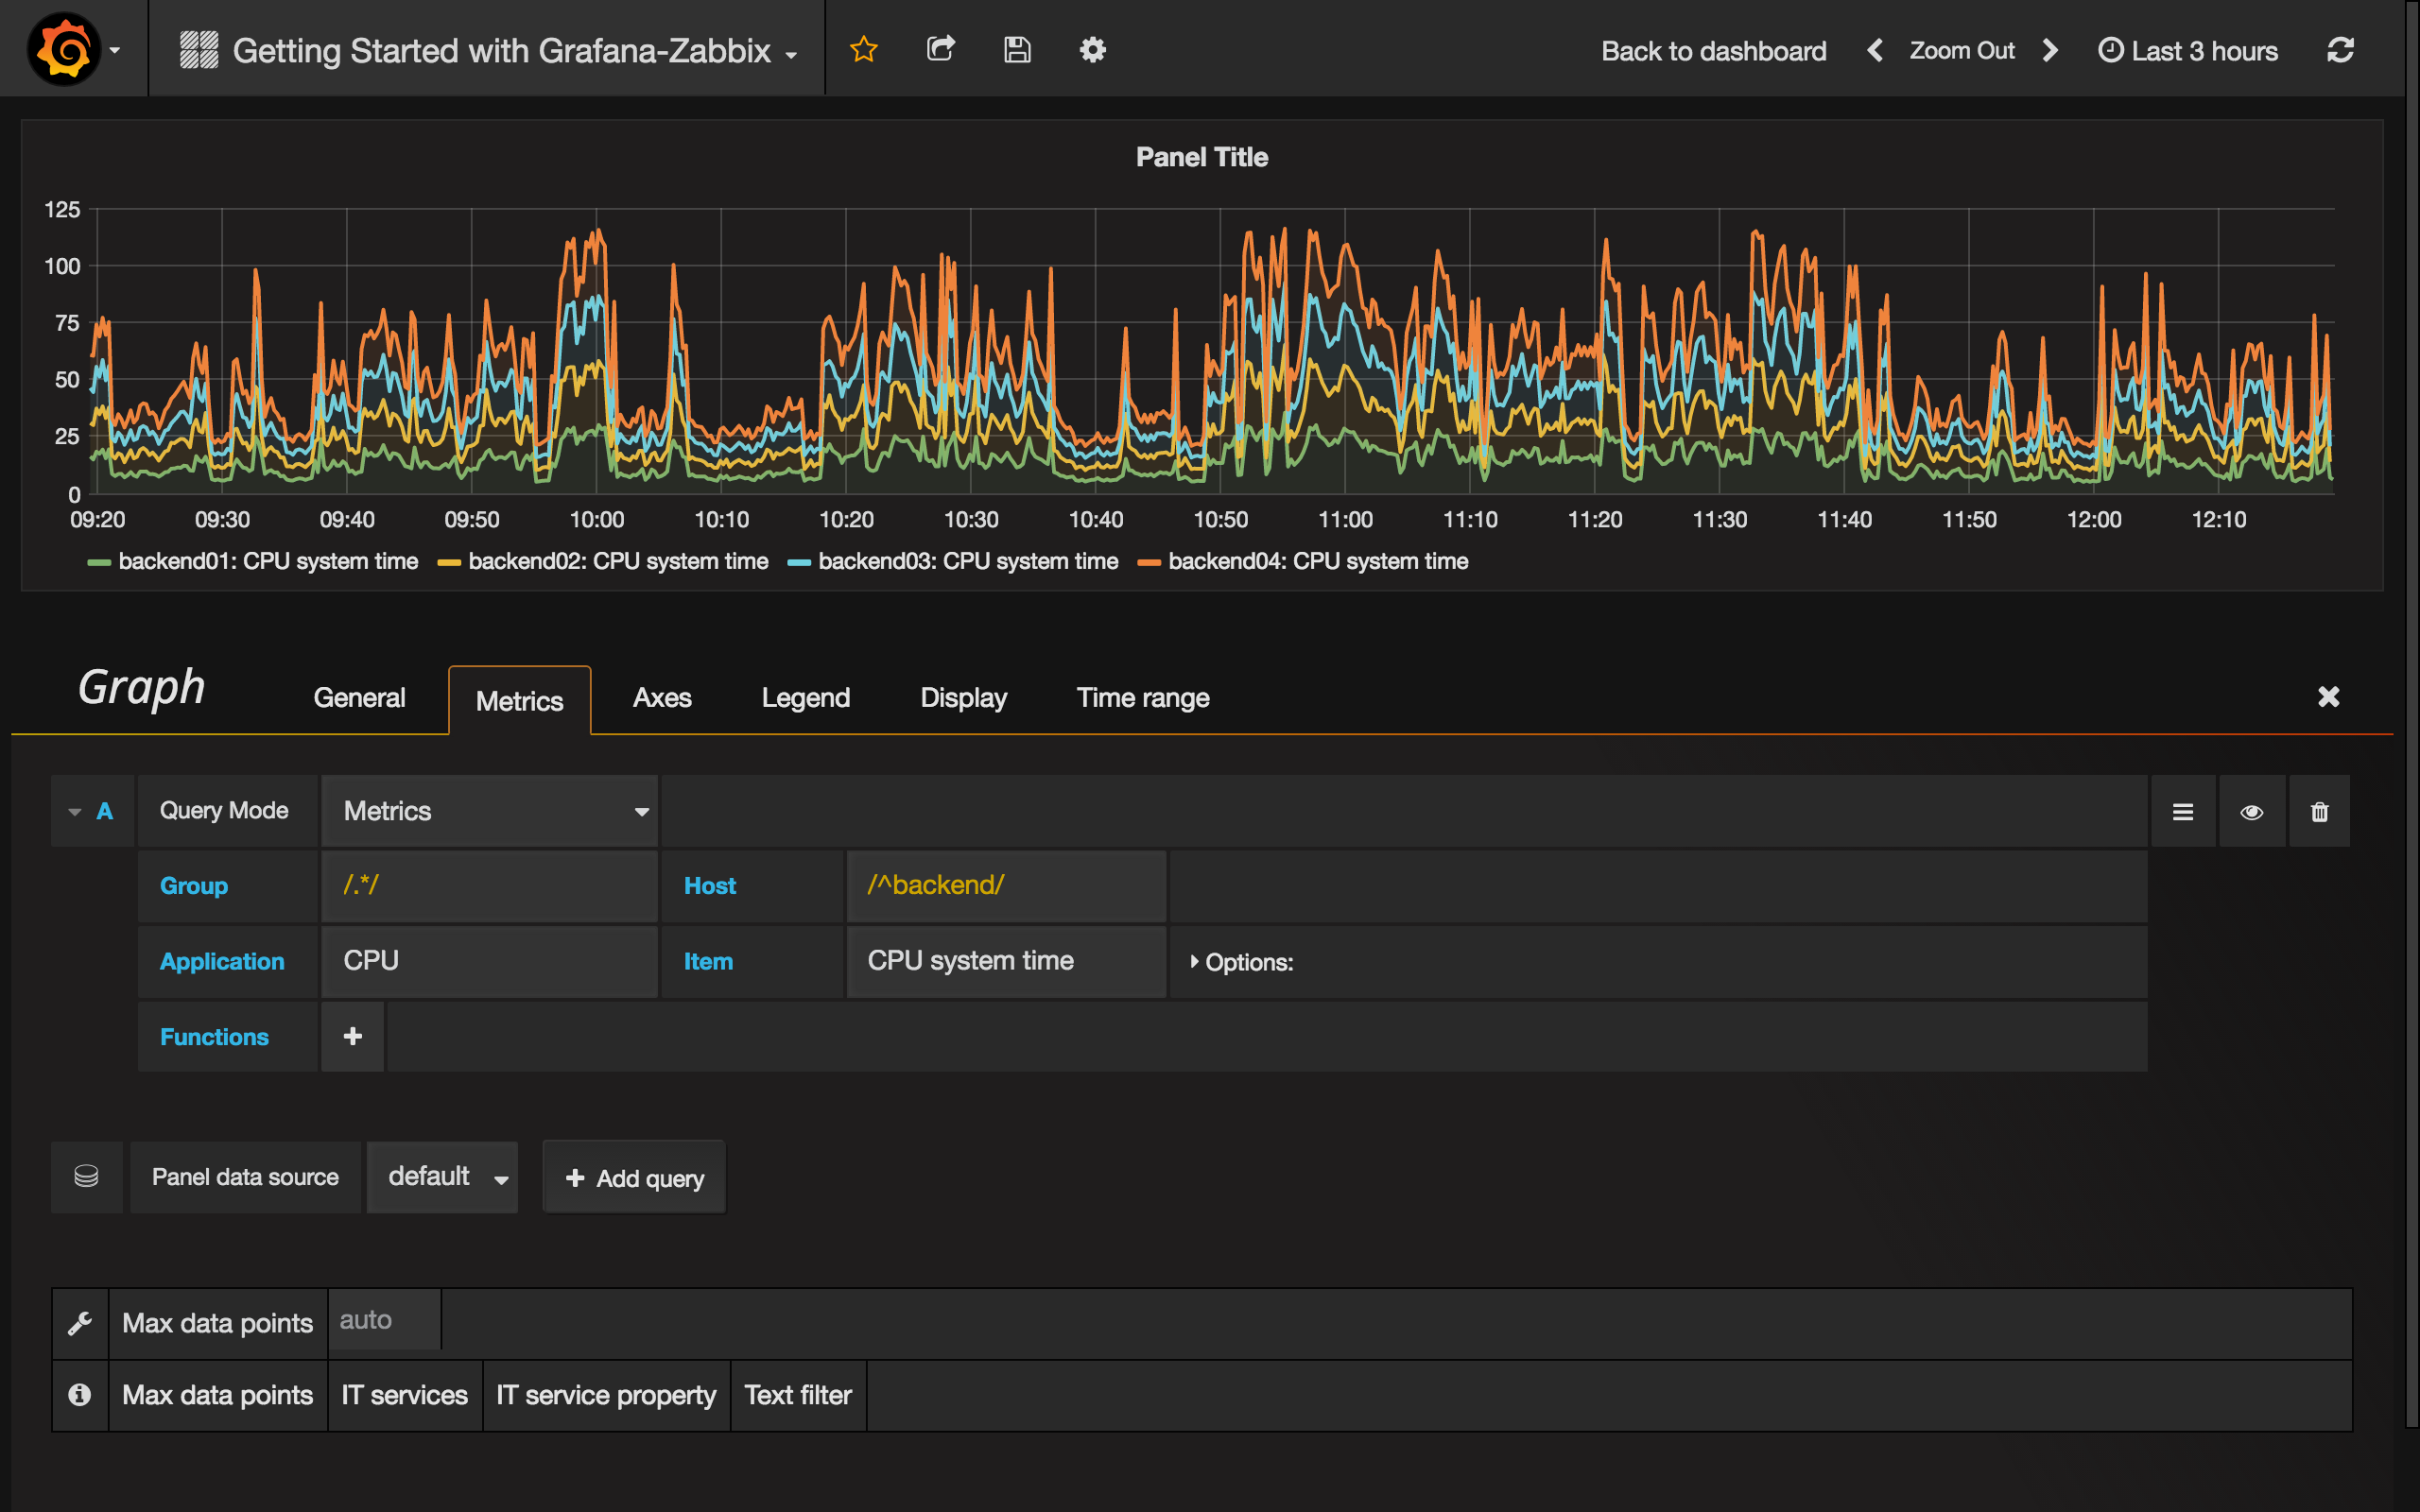 Getting Started with Grafana-Zabbix
Back to dashboard Zoom Out Last 3 hours
Panel Title
125
100
75
50
25
0
09:20 09:30 09:40 09:50 10:00 10:10 10:20 10:30 10:40 10:50 11:00 11:10 11:20 11:30 11:40 11:50 12:00 12:10
backend01: CPU system time backend02: CPU system time backend03: CPU system time backend04: CPU system time
Graph General Metrics Axes Legend Display Time range
A Query Mode Metrics
Group /.*/ Host /^backend/
Application CPU Item CPU system time Options:
Functions
Panel data source default Add query
Max data points auto
Max data points IT services IT service property Text filter